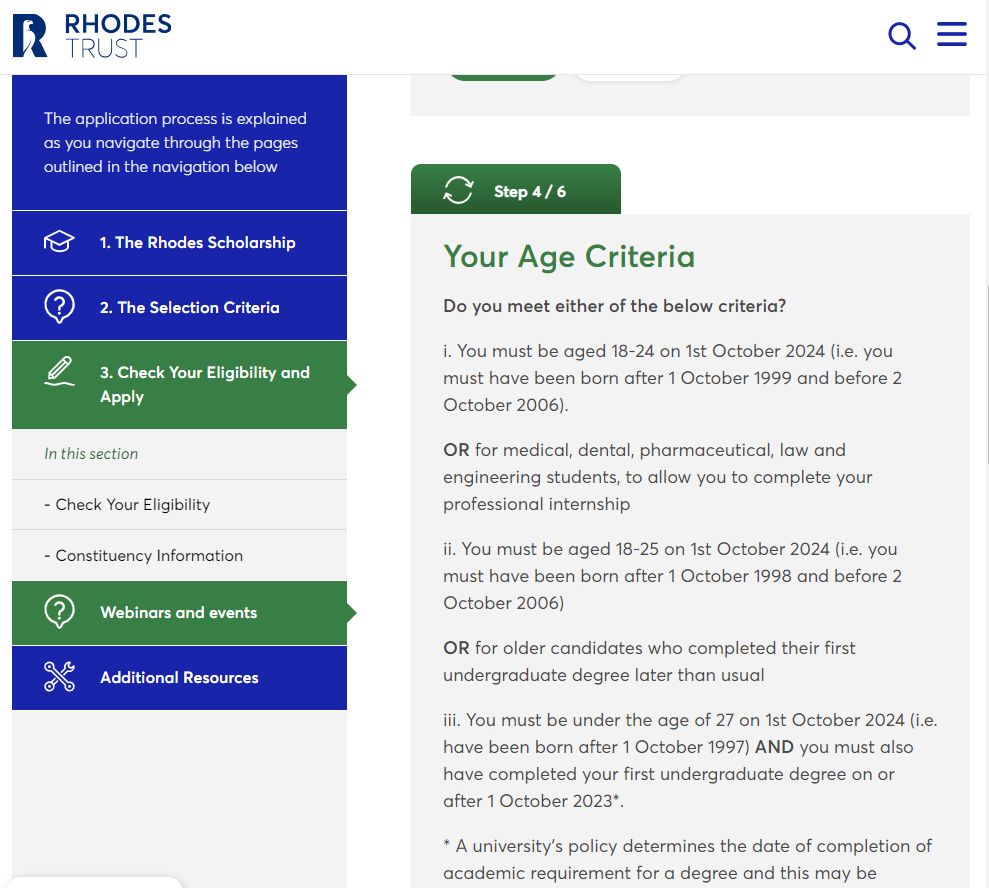 RHODES
TRUST
The application process is explained
as you navigate through the pages
outlined in the navigation below
1. The Rhodes Scholarship
2. The Selection Criteria
3. Check Your Eligibility and
Apply
In this section
- Check Your Eligibility
- Constituency Information
Webinars and events
Additional Resources
Step 4 / 6
Your Age Criteria
Do you meet either of the below criteria?
i. You must be aged 18-24 on 1st October 2024 (i.e. you
must have been born after 1 October 1999 and before 2
October 2006).
OR for medical, dental, pharmaceutical, law and
engineering students, to allow you to complete your
professional internship
ii. You must be aged 18-25 on 1st October 2024 (i.e. you
must have been born after 1 October 1998 and before 2
October 2006)
OR for older candidates who completed their first
undergraduate degree later than usual
iii. You must be under the age of 27 on 1st October 2024 (i.e.
have been born after 1 October 1997) AND you must also
have completed your first undergraduate degree on or
after 1 October 2023*.
* A university's policy determines the date of completion of
academic requirement for a degree and this may be